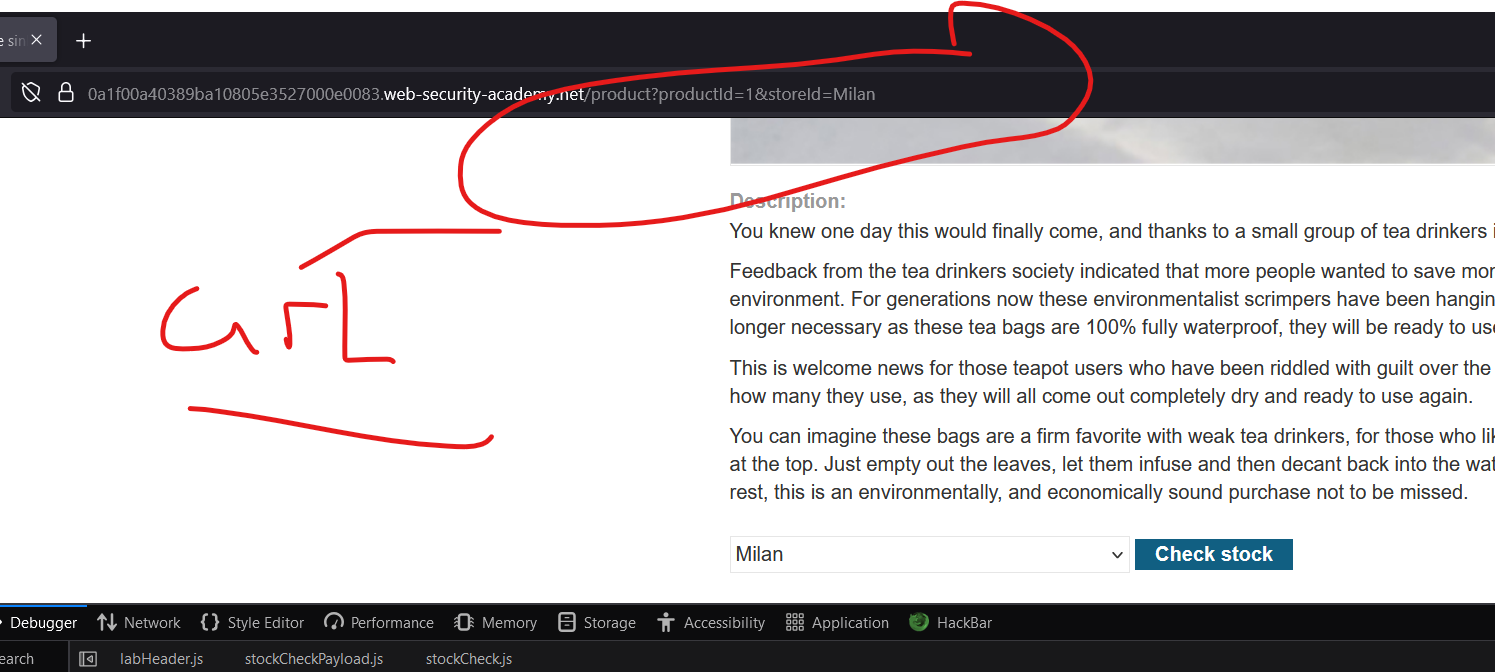 e sin
0a1f00a40389ba10805e3527000e0083.web-security-academy.net/product?productId=1&storeId=Milan
Description:
You knew one day this would finally come, and thanks to a small group of tea drinkers i
Feedback from the tea drinkers society indicated that more people wanted to save mor
environment. For generations now these environmentalist scrimpers have been hangin
longer necessary as these tea bags are 100% fully waterproof, they will be ready to us
This is welcome news for those teapot users who have been riddled with guilt over the
how many they use, as they will all come out completely dry and ready to use again.
You can imagine these bags are a firm favorite with weak tea drinkers, for those who lik
at the top. Just empty out the leaves, let them infuse and then decant back into the wat
rest, this is an environmentally, and economically sound purchase not to be missed.
Milan
Check stock
Debugger Network Style Editor Performance Memory Storage Accessibility Application HackBar
earch labHeader.js stockCheckPayload.js stockCheck.js